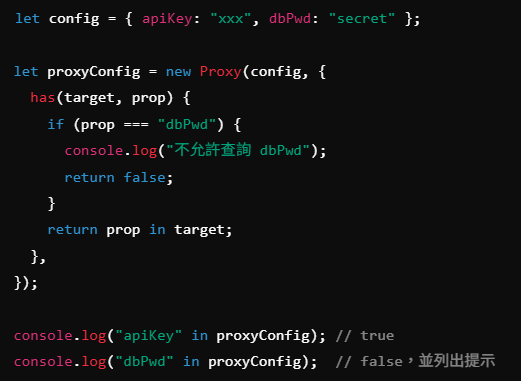 let config = { apiKey: "xxx", dbPwd: "secret" };

let proxyConfig = new Proxy(config, {
  has(target, prop) {
    if (prop === "dbPwd") {
      console.log("不允許查詢 dbPwd");
      return false;
    }
    return prop in target;
  },
});

console.log("apiKey" in proxyConfig); // true
console.log("dbPwd" in proxyConfig);  // false，並列出提示